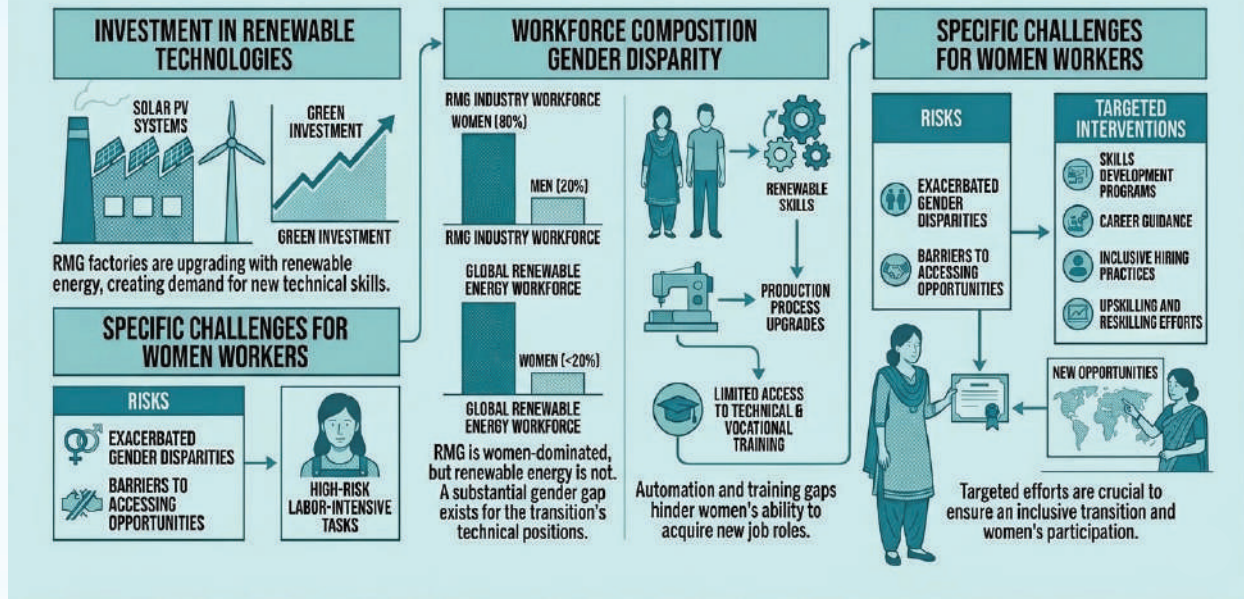 INVESTMENT IN RENEWABLE
TECHNOLOGIES
SOLAR PV
SYSTEMS
GREEN
INVESTMENT
GREEN INVESTMENT
RMG factories are upgrading with renewable
energy, creating demand for new technical skills.
SPECIFIC CHALLENGES FOR
WOMEN WORKERS
RISKS
EXACERBATED
GENDER DISPARITIES
BARRIERS TO
ACCESSING
OPPORTUNITIES
HIGH-RISK
LABOR-INTENSIVE
TASKS
WORKFORCE COMPOSITION
GENDER DISPARITY
RMG INDUSTRY WORKFORCE
WOMEN (80%)
MEN (20%)
RMG INDUSTRY WORKFORCE
GLOBAL RENEWABLE
ENERGY WORKFORCE
WOMEN (<20%)
GLOBAL RENEWABLE
ENERGY WORKFORCE
RMG is women-dominated,
but renewable energy is not.
A substantial gender gap
exists for the transition's
technical positions.
RENEWABLE
SKILLS
PRODUCTION
PROCESS
UPGRADES
LIMITED ACCESS
TO TECHNICAL &
VOCATIONAL
TRAINING
Automation and training gaps
hinder women's ability to
acquire new job roles.
SPECIFIC CHALLENGES
FOR WOMEN WORKERS
RISKS
EXACERBATED
GENDER
DISPARITIES
BARRIERS TO
ACCESSING
OPPORTUNITIES
TARGETED
INTERVENTIONS
SKILLS
DEVELOPMENT
PROGRAMS
CAREER GUIDANCE
INCLUSIVE HIRING
PRACTICES
UPSKILLING AND
RESKILLING EFFORTS
NEW OPPORTUNITIES
Targeted efforts are crucial to
ensure an inclusive transition and
women's participation.